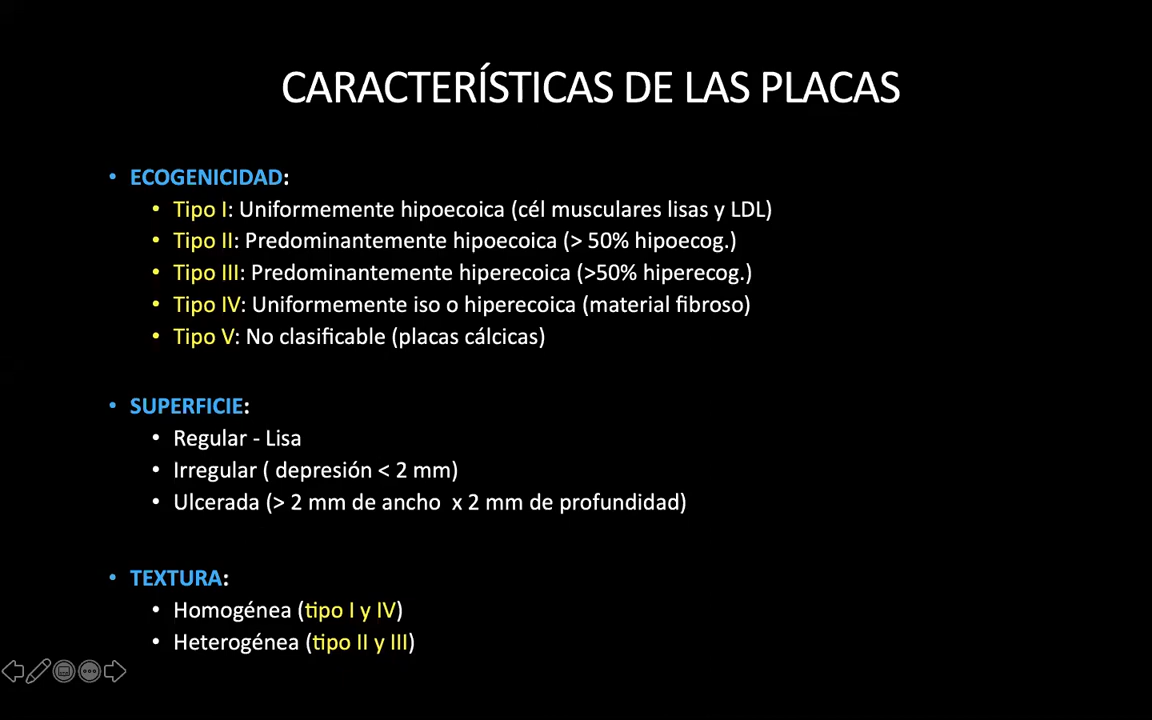 CARACTERÍSTICAS DE LAS PLACAS
• ECOGENICIDAD:
• Tipo I: Uniformemente hipoecoica (cél musculares lisas y LDL)
• Tipo II: Predominantemente hipoecoica (> 50% hipoecog.)
• Tipo III: Predominantemente hiperecoica (>50% hiperecog.)
• Tipo IV: Uniformemente iso o hiperecoica (material fibroso)
• Tipo V: No clasificable (placas cálcicas)
• SUPERFICIE:
• Regular - Lisa
• Irregular ( depresión < 2 mm)
• Ulcerada (> 2 mm de ancho  x 2 mm de profundidad)
• TEXTURA:
• Homogénea (tipo I y IV)
• Heterogénea (tipo II y III)